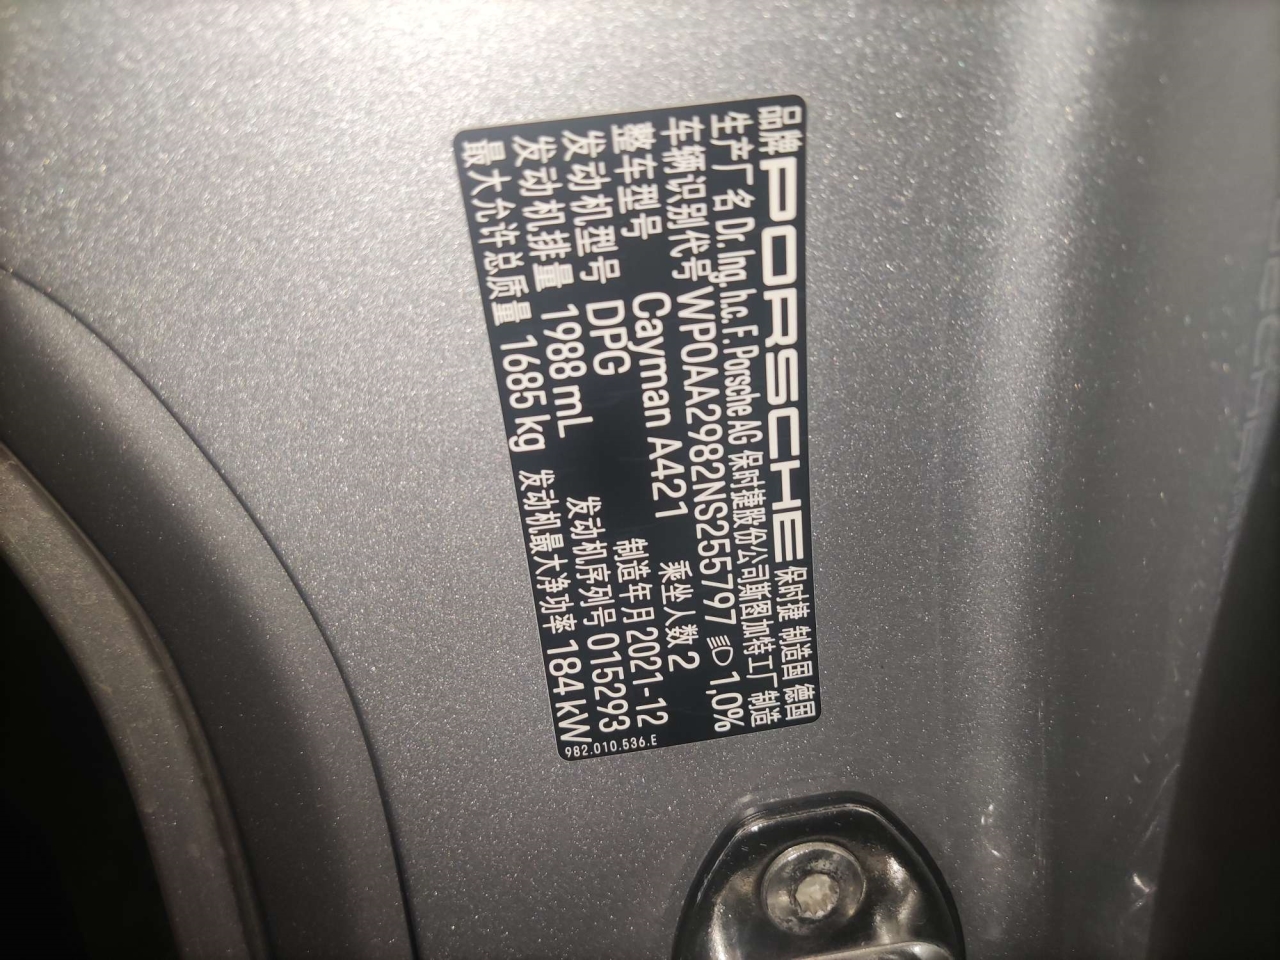 品牌 PORSCHE 保时捷 制造国 德国
生产厂名 Dr. Ing. h.c. F. Porsche AG 保时捷股份公司斯图加特工厂制造
车辆识别代号 WP0AA2982NS255797 1,0%
整车型号 Cayman A421 乘坐人数 2
发动机型号 DPG 制造年月 2021-12
发动机排量 1988 mL 发动机序列号 015293
最大允许总质量 1685 kg 发动机最大净功率 184 kW
982.010.536.E